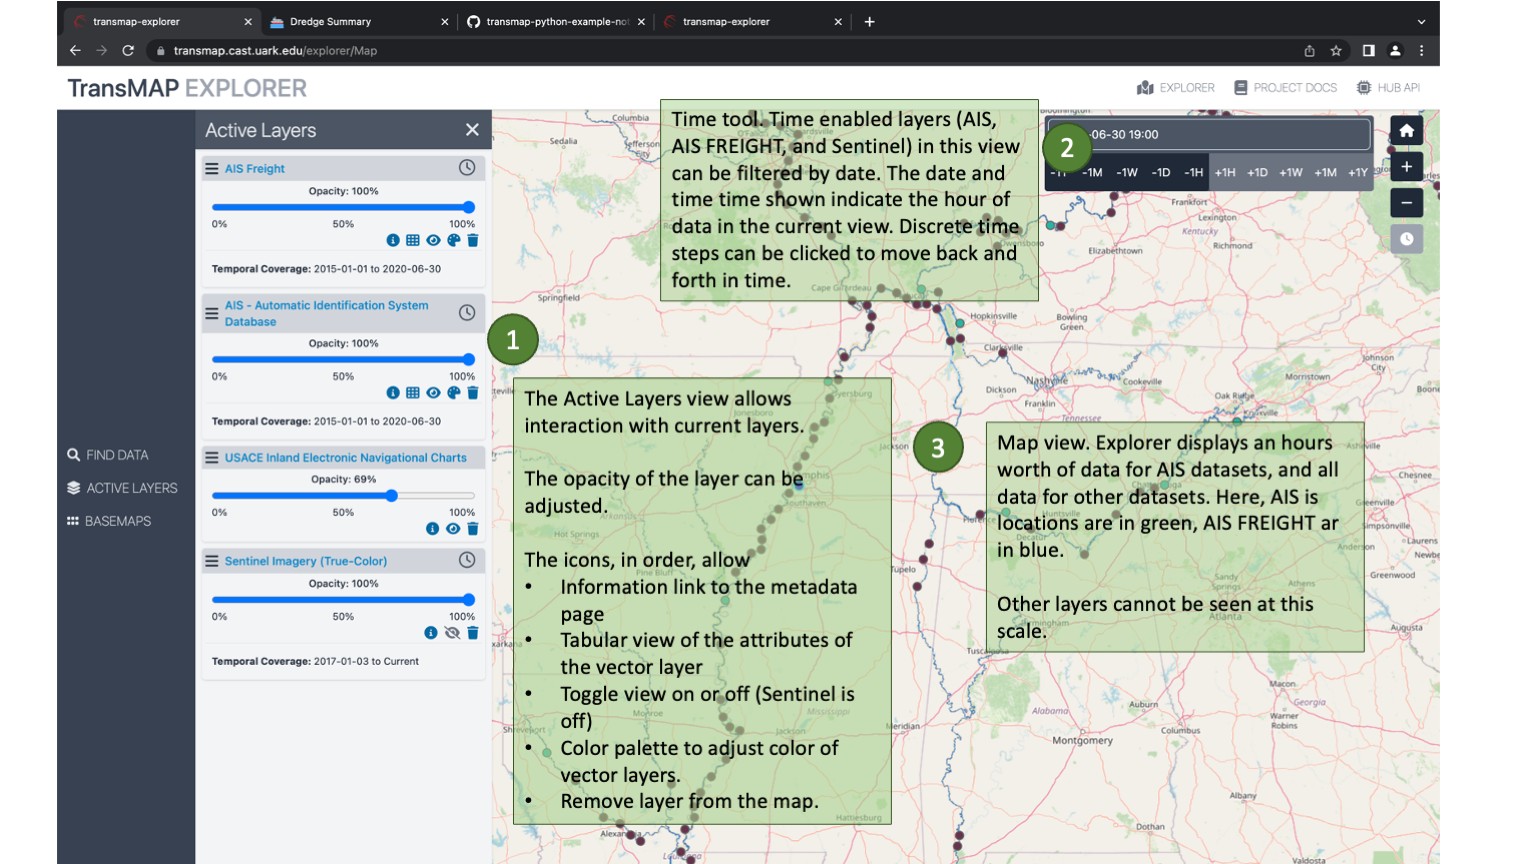 transmap-explorer
Dredge Summary
transmap-python-example-not
transmap-explorer
transmap.cast.uark.edu/explorer/Map
TransMAP EXPLORER
EXPLORER
PROJECT DOCS
HUB API
FIND DATA
ACTIVE LAYERS
BASEMAPS
Active Layers
AIS Freight
Opacity: 100%
0% 50% 100%
Temporal Coverage: 2015-01-01 to 2020-06-30
AIS - Automatic Identification System
Database
Opacity: 100%
0% 50% 100%
Temporal Coverage: 2015-01-01 to 2020-06-30
USACE Inland Electronic Navigational Charts
Opacity: 69%
0% 50% 100%
Sentinel Imagery (True-Color)
Opacity: 100%
0% 50% 100%
Temporal Coverage: 2017-01-03 to Current
1
The Active Layers view allows
interaction with current layers.
The opacity of the layer can be
adjusted.
The icons, in order, allow
• Information link to the metadata
page
• Tabular view of the attributes of
the vector layer
• Toggle view on or off (Sentinel is
off)
• Color palette to adjust color of
vector layers.
• Remove layer from the map.
Time tool. Time enabled layers (AIS,
AIS FREIGHT, and Sentinel) in this view
can be filtered by date. The date and
time time shown indicate the hour of
data in the current view. Discrete time
steps can be clicked to move back and
forth in time.
2
-06-30 19:00
-1M -1W -1D -1H +1H +1D +1W +1M +1Y
3
Map view. Explorer displays an hours
worth of data for AIS datasets, and all
data for other datasets. Here, AIS is
locations are in green, AIS FREIGHT ar
in blue.
Other layers cannot be seen at this
scale.
Columbia
Sedalia
Jefferson
Springfield
Cape Girardeau
Owensboro
Frankfort
Lexington
Kentucky
Richmond
Elizabethtown
Hopkinsville
Bowling
Green
Clarksville
Nashville
Cookeville
Dickson
Franklin
Tennessee
Oak Ridge
Knoxville
Morristown
Johnson
City
Boone
Dyersburg
Jonesboro
Jackson
Memphis
Southaven
Arkansas
Hot Springs
Pine Bluff
Tupelo
Florence
Huntsville
Decatur
Chattanooga
Asheville
Chesnee
Greenville
Simpsonville
Laurens
Newbe
Anderson
Greenwood
Sandy
Springs
Athens
Atlanta
Augusta
Birmingham
Tuscaloosa
Monroe
Shreveport
Mississippi
Jackson
Meridian
Alabama
Auburn
Montgomery
Columbus
Macon
Georgia
Warner
Robins
Albany
Dothan
Hattiesburg
Alexan
Louisiana